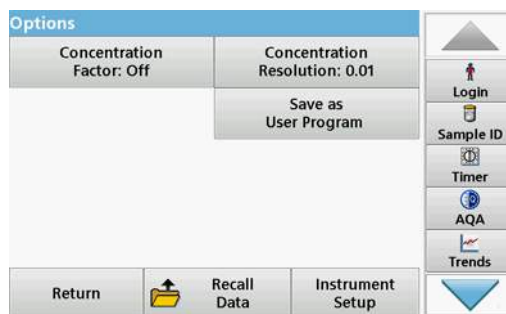 Options
Concentration
Factor: Off
Concentration
Resolution: 0.01
Save as
User Program
Login
Sample ID
Timer
AQA
Trends
Return
Recall
Data
Instrument
Setup